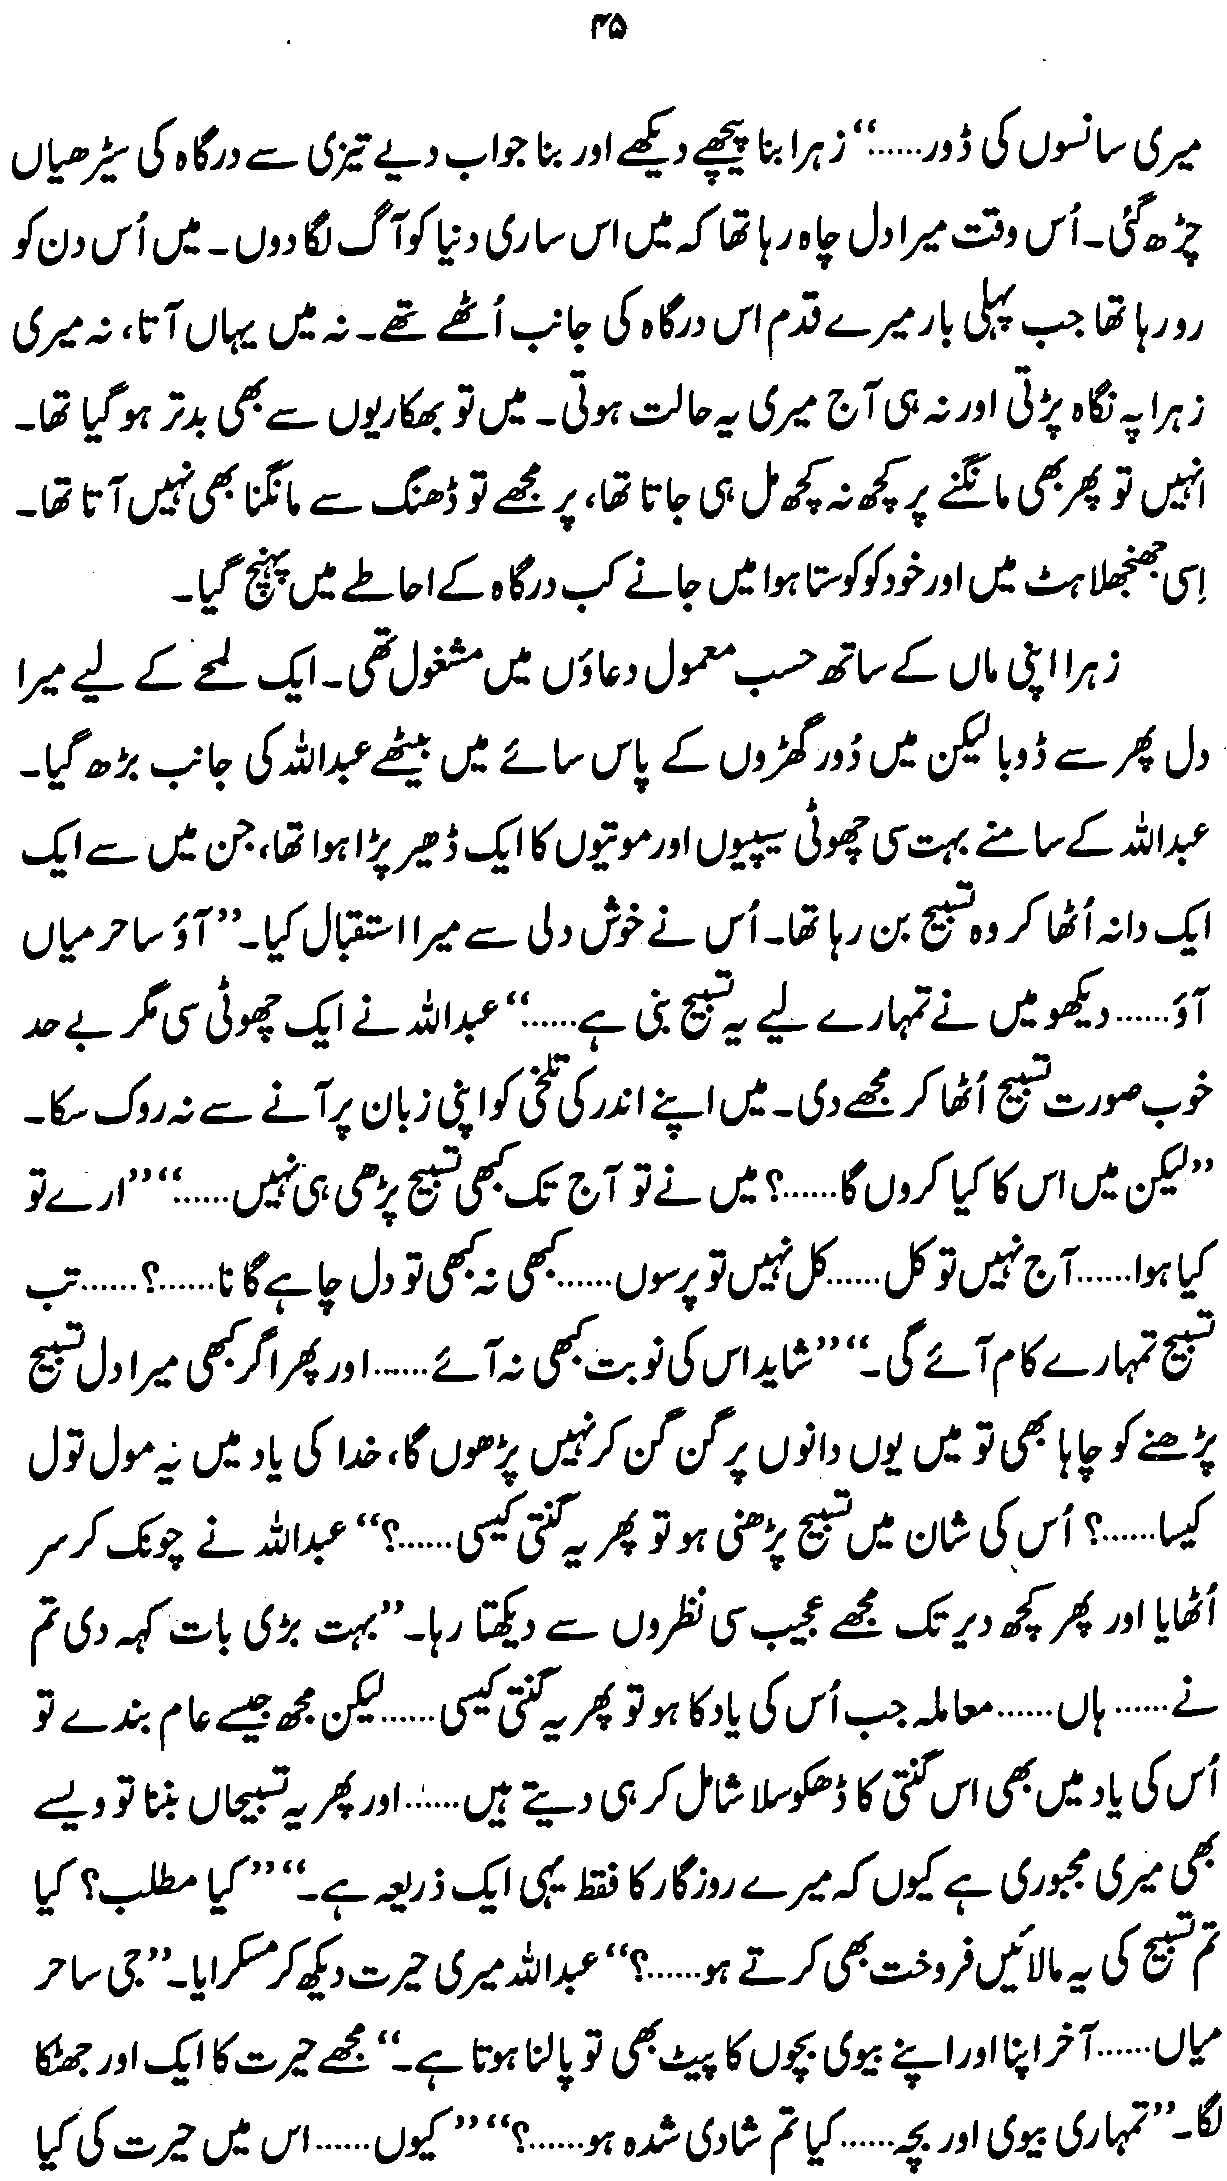 ۴۵
میری سانسوں کی ڈور......“ زہرا بنا پیچھے دیکھے اور بنا جواب دیے تیزی سے درگاہ کی سیڑھیاں
چڑھ گئی۔ اُس وقت میرا دل چاہ رہا تھا کہ میں اس ساری دنیا کو آگ لگا دوں۔ میں اُس دن کو
رو رہا تھا جب پہلی بار میرے قدم اس درگاہ کی جانب اُٹھے تھے۔ نہ میں یہاں آتا، نہ میری
زہرا پہ نگاہ پڑتی اور نہ ہی آج میری یہ حالت ہوتی۔ میں تو بھکاریوں سے بھی بدتر ہو گیا تھا۔
انہیں تو پھر بھی مانگنے پر کچھ نہ کچھ مل ہی جاتا تھا، پر مجھے تو ڈھنگ سے مانگنا بھی نہیں آتا تھا۔
اِسی جھنجھلاہٹ میں اور خود کو کوستا ہوا میں جانے کب درگاہ کے احاطے میں پہنچ گیا۔
زہرا اپنی ماں کے ساتھ حسب معمول دعاؤں میں مشغول تھی۔ ایک لمحے کے لیے میرا
دل پھر سے ڈوبا لیکن میں دُور گھڑوں کے پاس سائے میں بیٹھے عبداللہ کی جانب بڑھ گیا۔
عبداللہ کے سامنے بہت سی چھوٹی سیپیوں اور موتیوں کا ایک ڈھیر پڑا ہوا تھا، جن میں سے ایک
ایک دانہ اُٹھا کر وہ تسبیح بن رہا تھا۔ اُس نے خوش دلی سے میرا استقبال کیا۔ ”آؤ ساحر میاں
آؤ...... دیکھو میں نے تمہارے لیے یہ تسبیح بنی ہے......“ عبداللہ نے ایک چھوٹی سی مگر بے حد
خوب صورت تسبیح اُٹھا کر مجھے دی۔ میں اپنے اندر کی تلخی کو اپنی زبان پر آنے سے نہ روک سکا۔
”لیکن میں اس کا کیا کروں گا......؟ میں نے تو آج تک کبھی تسبیح پڑھی ہی نہیں......“ ”ارے تو
کیا ہوا...... آج نہیں تو کل...... کل نہیں تو پرسوں...... کبھی نہ کبھی تو دل چاہے گا نا......؟...... تب
تسبیح تمہارے کام آئے گی۔“ ”شاید اس کی نوبت کبھی نہ آئے...... اور پھر اگر کبھی میرا دل تسبیح
پڑھنے کو چاہا بھی تو میں یوں دانوں پر گن گن کر نہیں پڑھوں گا، خدا کی یاد میں یہ مول تول
کیسا......؟ اُس کی شان میں تسبیح پڑھنی ہو تو پھر یہ گنتی کیسی......؟“ عبداللہ نے چونک کر سر
اُٹھایا اور پھر کچھ دیر تک مجھے عجیب سی نظروں سے دیکھتا رہا۔ ”بہت بڑی بات کہہ دی تم
نے...... ہاں...... معاملہ جب اُس کی یاد کا ہو تو پھر یہ گنتی کیسی...... لیکن مجھ جیسے عام بندے تو
اُس کی یاد میں بھی اس گنتی کا ڈھکوسلا شامل کر ہی دیتے ہیں...... اور پھر یہ تسبیحاں بننا تو ویسے
بھی میری مجبوری ہے کیوں کہ میرے روزگار کا فقط یہی ایک ذریعہ ہے۔“ ”کیا مطلب؟ کیا
تم تسبیح کی یہ مالائیں فروخت بھی کرتے ہو......؟“ عبداللہ میری حیرت دیکھ کر مسکرایا۔ ”جی ساحر
میاں...... آخر اپنا اور اپنے بیوی بچوں کا پیٹ بھی تو پالنا ہوتا ہے۔“ مجھے حیرت کا ایک اور جھٹکا
لگا۔ ”تمہاری بیوی اور بچہ...... کیا تم شادی شدہ ہو......؟“ ”کیوں...... اس میں حیرت کی کیا